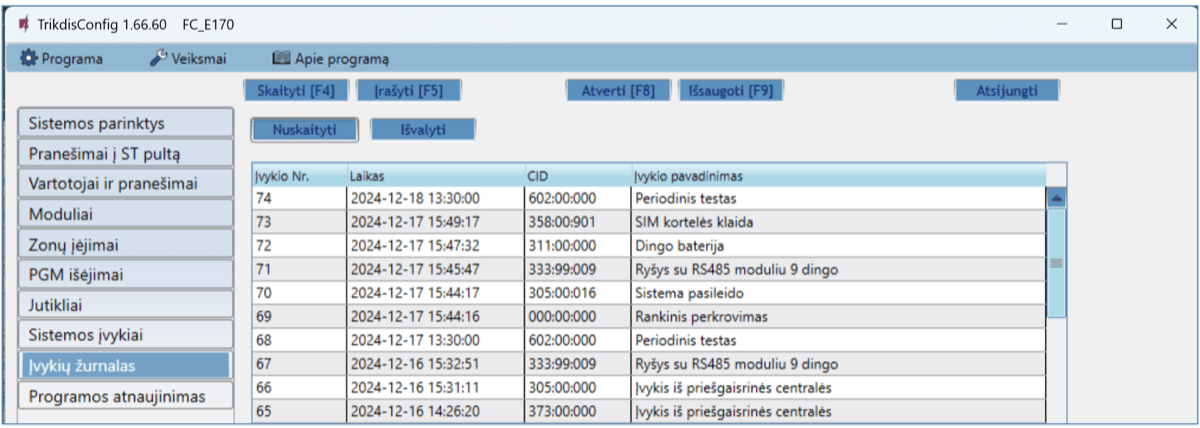 TrikdisConfig 1.66.60 FC_E170
Programa Veiksmai Apie programą
Skaityti [F4] Įrašyti [F5] Atverti [F8] Išsaugoti [F9] Atsijungti
Nuskaityti Išvalyti
Sistemos parinktys
Pranešimai į ST pultą
Vartotojai ir pranešimai
Moduliai
Zonų įėjimai
PGM išėjimai
Jutikliai
Sistemos įvykiai
Įvykių žurnalas
Programos atnaujinimas
Įvykio Nr. Laikas CID Įvykio pavadinimas
74 2024-12-18 13:30:00 602:00:000 Periodinis testas
73 2024-12-17 15:49:17 358:00:901 SIM kortelės klaida
72 2024-12-17 15:47:32 311:00:000 Dingo baterija
71 2024-12-17 15:45:47 333:99:009 Ryšys su RS485 moduliu 9 dingo
70 2024-12-17 15:44:17 305:00:016 Sistema pasileido
69 2024-12-17 15:44:16 000:00:000 Rankinis perkrovimas
68 2024-12-17 13:30:00 602:00:000 Periodinis testas
67 2024-12-16 15:32:51 333:99:009 Ryšys su RS485 moduliu 9 dingo
66 2024-12-16 15:31:11 305:00:000 Įvykis iš priešgaisrinės centralės
65 2024-12-16 14:26:20 373:00:000 Įvykis iš priešgaisrinės centralės